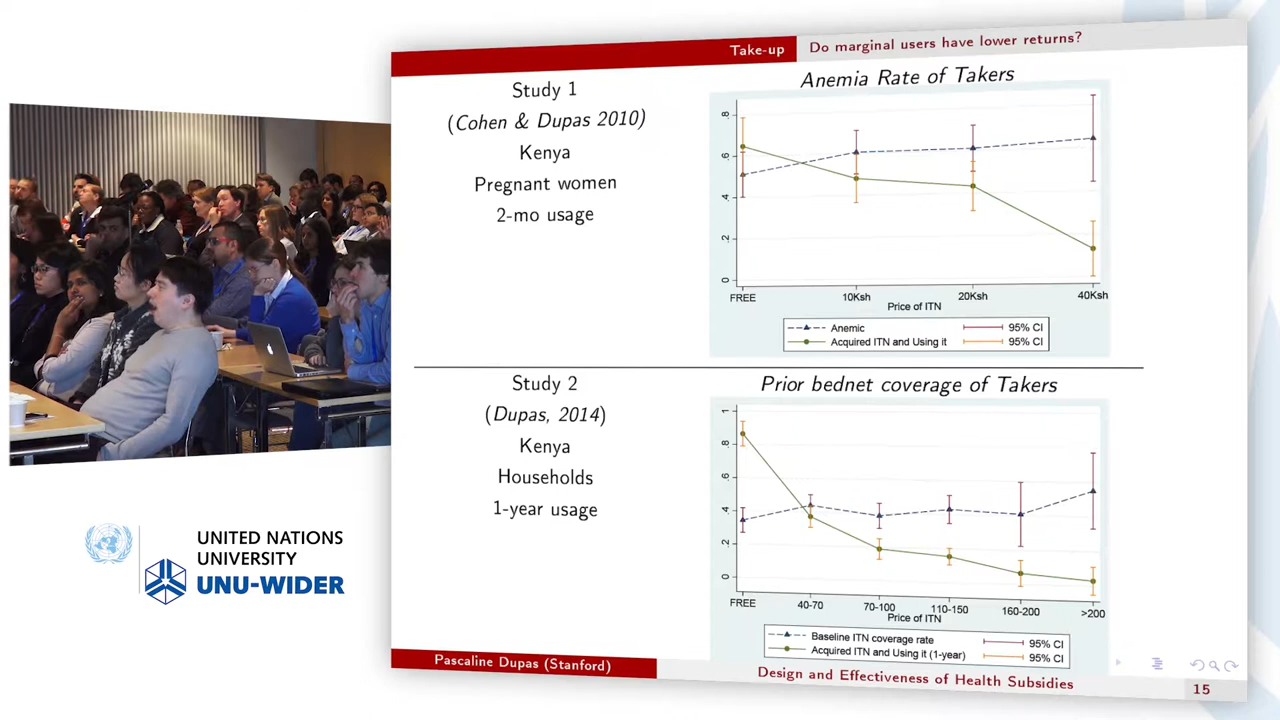 Take-up
Do marginal users have lower returns?
Study 1
(Cohen & Dupas 2010)
Kenya
Pregnant women
2-mo usage
Anemia Rate of Takers
.8
.6
.4
.2
0
FREE
10Ksh
20Ksh
40Ksh
Price of ITN
Anemic
95% CI
Acquired ITN and Using it
95% CI
Study 2
(Dupas, 2014)
Kenya
Households
1-year usage
Prior bednet coverage of Takers
1
.8
.6
.4
.2
0
FREE
40-70
70-100
110-150
160-200
>200
Price of ITN
Baseline ITN coverage rate
95% CI
Acquired ITN and Using it (1-year)
95% CI
UNITED NATIONS
UNIVERSITY
UNU-WIDER
Pascaline Dupas (Stanford)
Design and Effectiveness of Health Subsidies
15